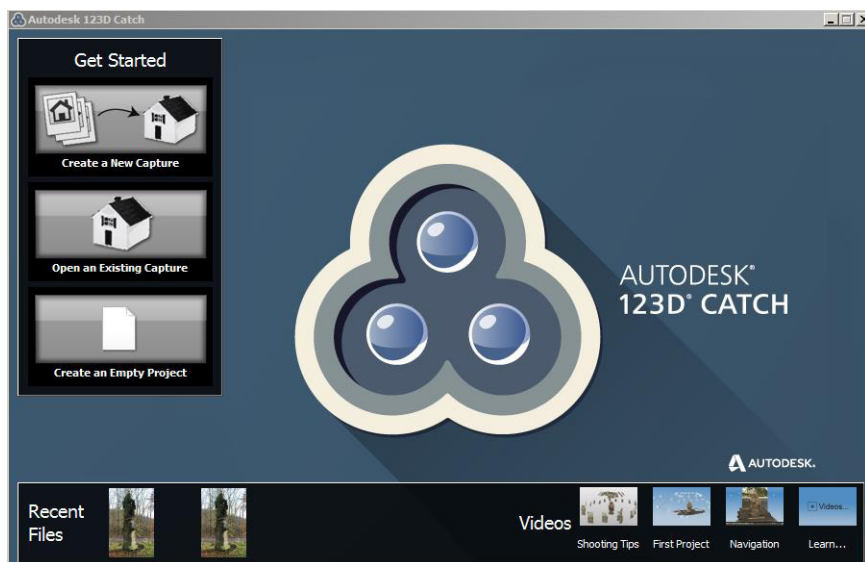 Autodesk 123D Catch
Get Started
Create a New Capture
Open an Existing Capture
Create an Empty Project
AUTODESK®
123D® CATCH
AUTODESK.
Recent
Files
Videos
Videos...
Shooting Tips
First Project
Navigation
Learn...